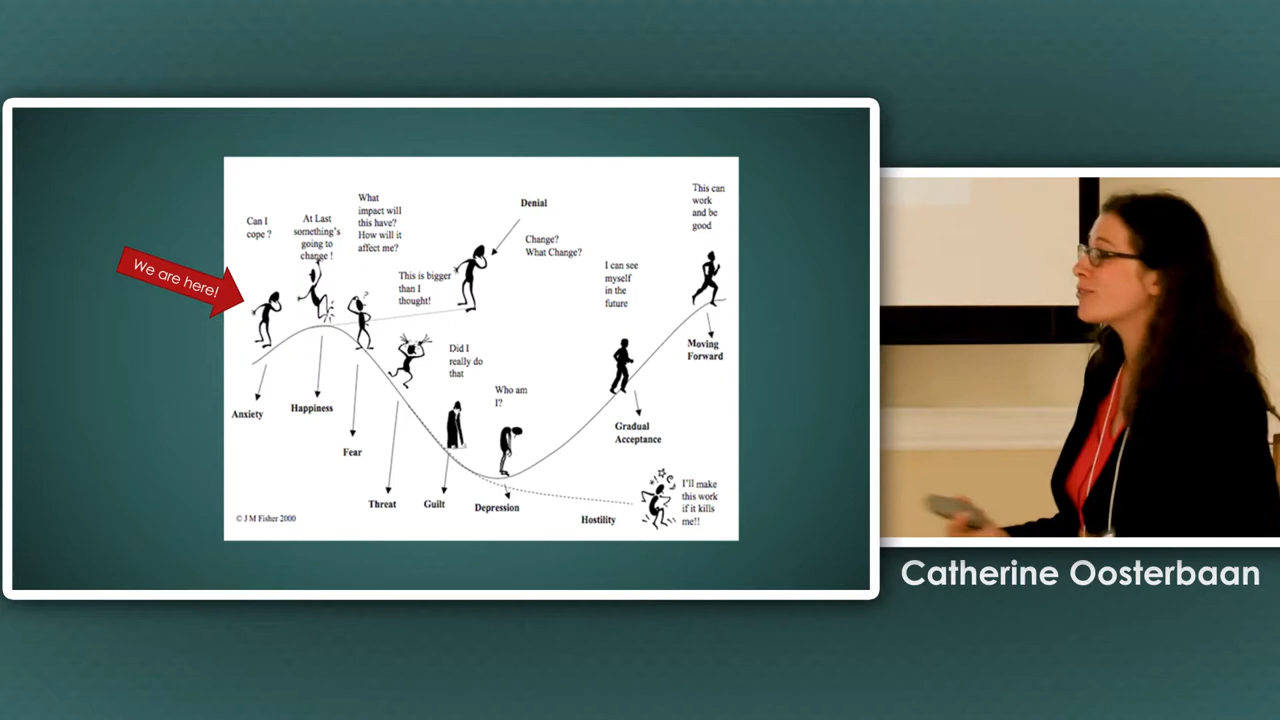 We are here!
Can I
cope ?
At Last
something's
going to
change !
What
impact will
this have?
How will it
affect me?
This is bigger
than I
thought!
Denial
Change?
What Change?
Did I
really do
that
Who am
I?
I can see
myself
in the
future
This can
work
and be
good
Anxiety
Happiness
Fear
Threat
Guilt
Depression
Hostility
I'll make
this work
if it kills
me!!
Gradual
Acceptance
Moving
Forward
© J M Fisher 2000
Catherine Oosterbaan